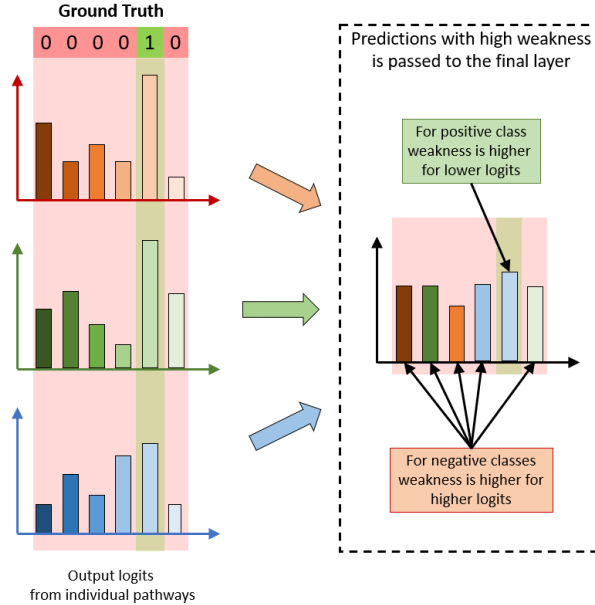 Ground Truth
0 0 0 0 1 0
Predictions with high weakness
is passed to the final layer
For positive class
weakness is higher
for lower logits
For negative classes
weakness is higher for
higher logits
Output logits
from individual pathways